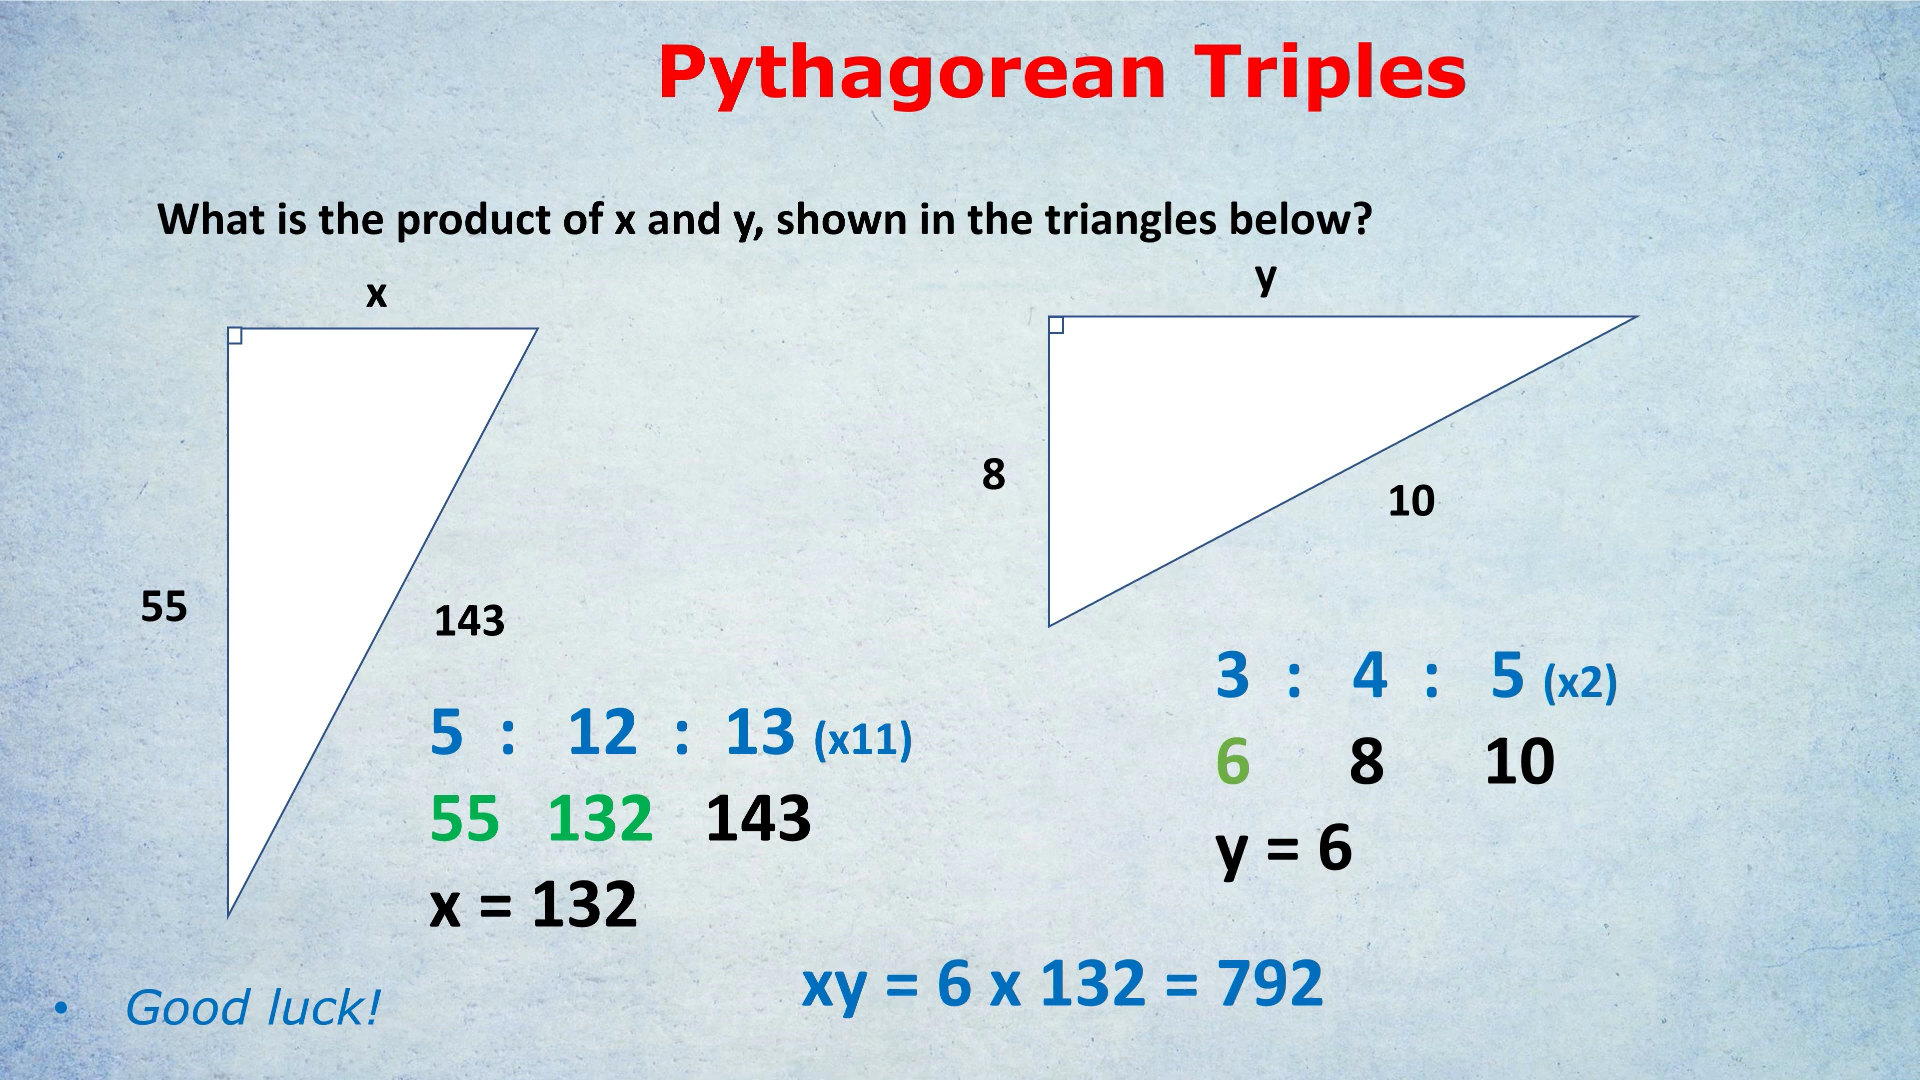 Pythagorean Triples
What is the product of x and y, shown in the triangles below?
x
55
143
5 : 12 : 13 (x11)
55 132 143
x = 132
y
8
10
3 : 4 : 5 (x2)
6 8 10
y = 6
xy = 6 x 132 = 792
• Good luck!